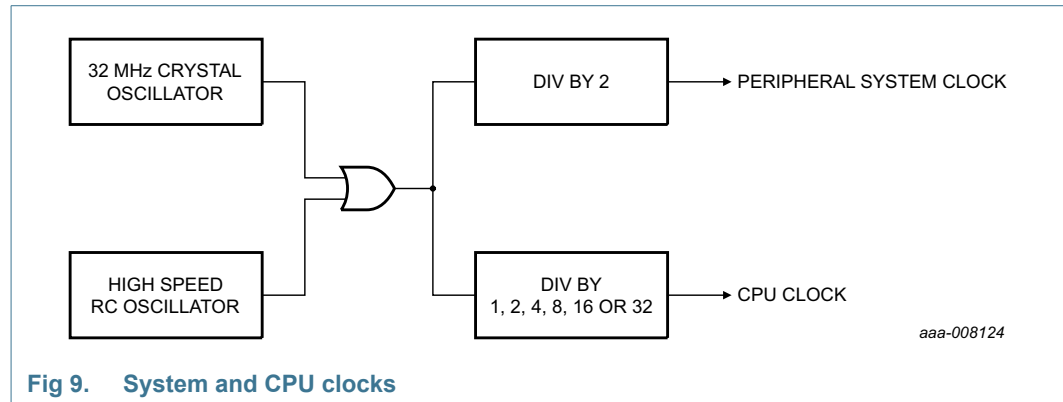 32 MHz CRYSTAL
OSCILLATOR
DIV BY 2
PERIPHERAL SYSTEM CLOCK
HIGH SPEED
RC OSCILLATOR
DIV BY
1, 2, 4, 8, 16 OR 32
CPU CLOCK
aaa-008124
Fig 9. System and CPU clocks